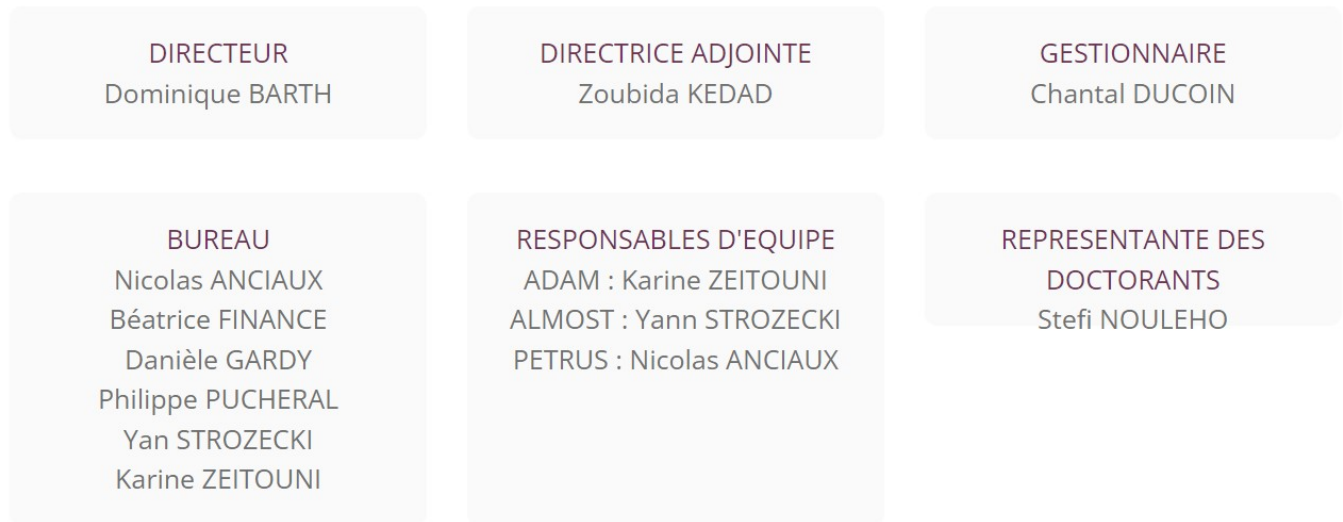 DIRECTEUR
Dominique BARTH
DIRECTRICE ADJOINTE
Zoubida KEDAD
GESTIONNAIRE
Chantal DUCOIN
BUREAU
Nicolas ANCIAUX
Béatrice FINANCE
Danièle GARDY
Philippe PUCHERAL
Yan STROZECKI
Karine ZEITOUNI
RESPONSABLES D'EQUIPE
ADAM : Karine ZEITOUNI
ALMOST : Yann STROZECKI
PETRUS : Nicolas ANCIAUX
REPRESENTANTE DES
DOCTORANTS
Stefi NOULEHO